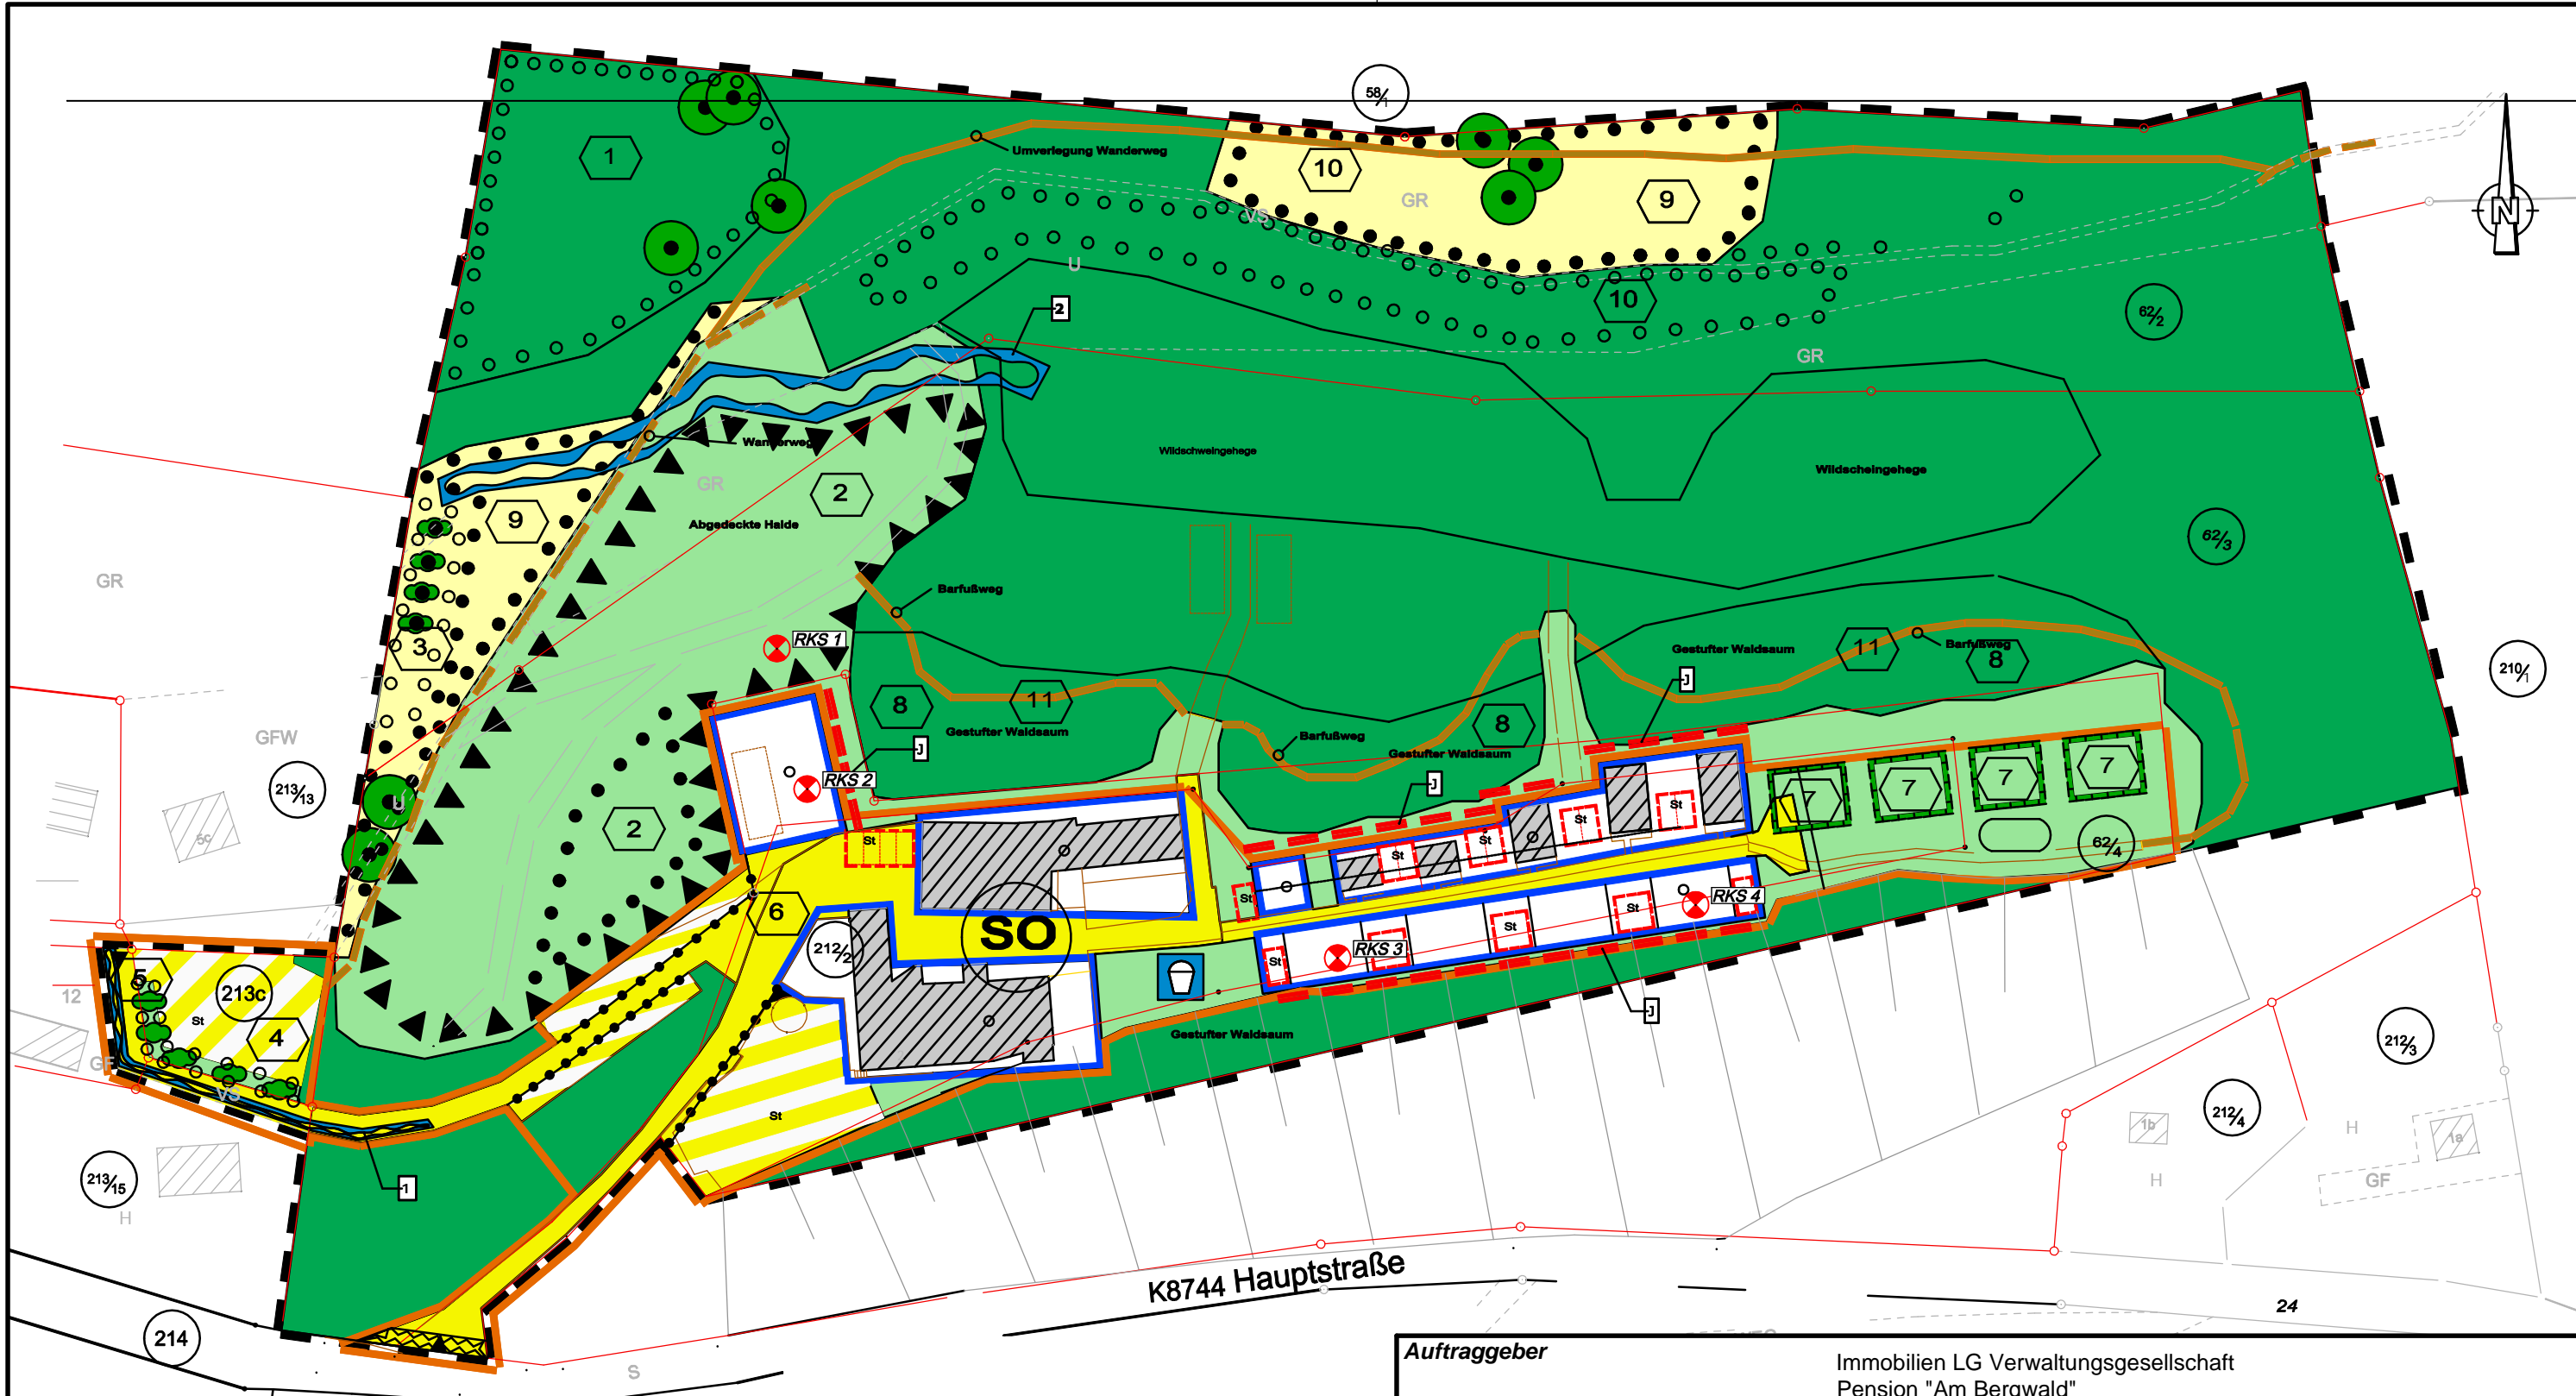 58/1
1
Umverlegung Wanderweg
10
GR
9
N
VS
U
10
62/2
2
GR
Wanderweg
Wildschweingehege
Wildscheingehege
GR
2
Abgedeckte Halde
9
62/3
GR
Barfußweg
RKS 1
3
Gestufter Waldsaum
11
Barfußweg
8
210/1
J
8
11
8
GFW
Gestufter Waldsaum
Barfußweg
Gestufter Waldsaum
J
RKS 2
J
7
7
7
7
213/13
U
5c
2
St
St
St
St
St
62/4
6
SO
212/2
St
RKS 4
St
St
RKS 3
St
5
213c
12
St
4
J
Gestufter Waldsaum
212/3
GF
VS
St
212/4
1b
H
1a
213/15
1
H
GF
H
K8744 Hauptstraße
24
214
S
Auftraggeber
Immobilien LG Verwaltungsgesellschaft
Pension "Am Bergwald"